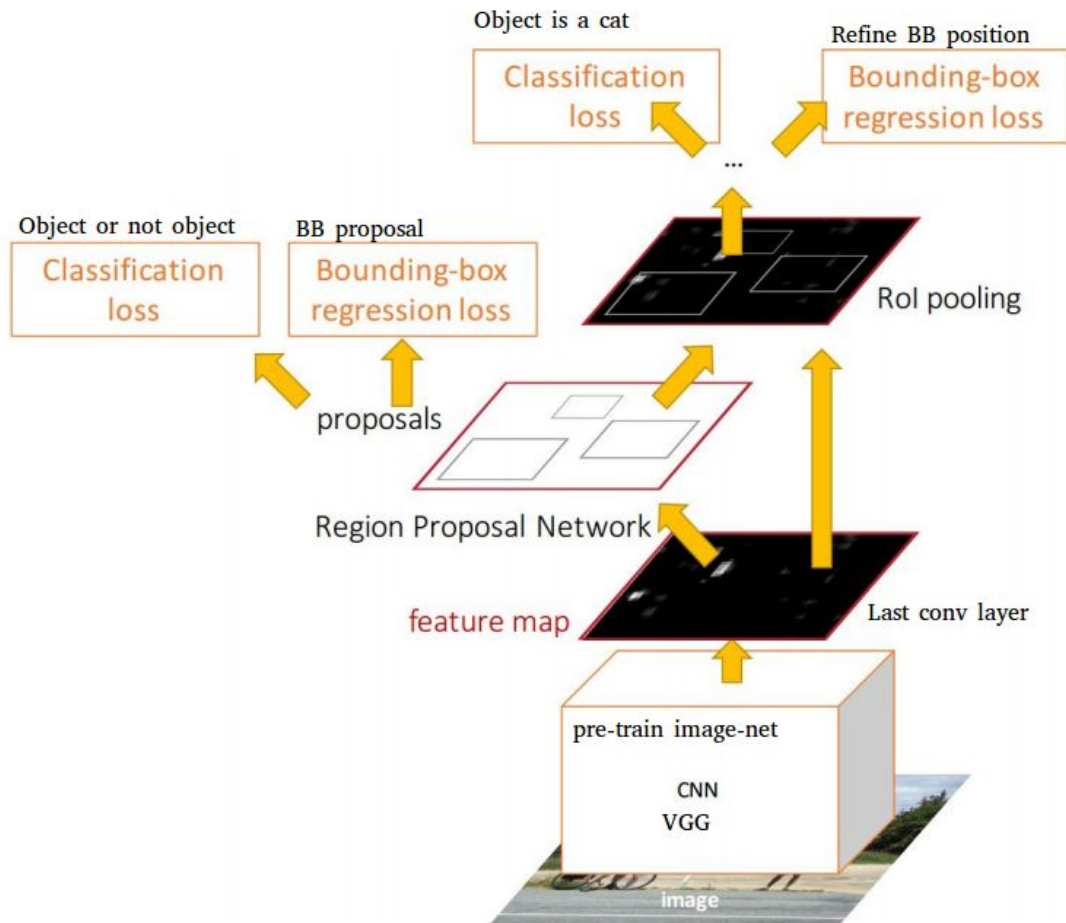 Object is a cat
Refine BB position
Classification
loss
Bounding-box
regression loss
...
Object or not object
BB proposal
Classification
loss
Bounding-box
regression loss
RoI pooling
proposals
Region Proposal Network
feature map
Last conv layer
pre-train image-net
CNN
VGG
image